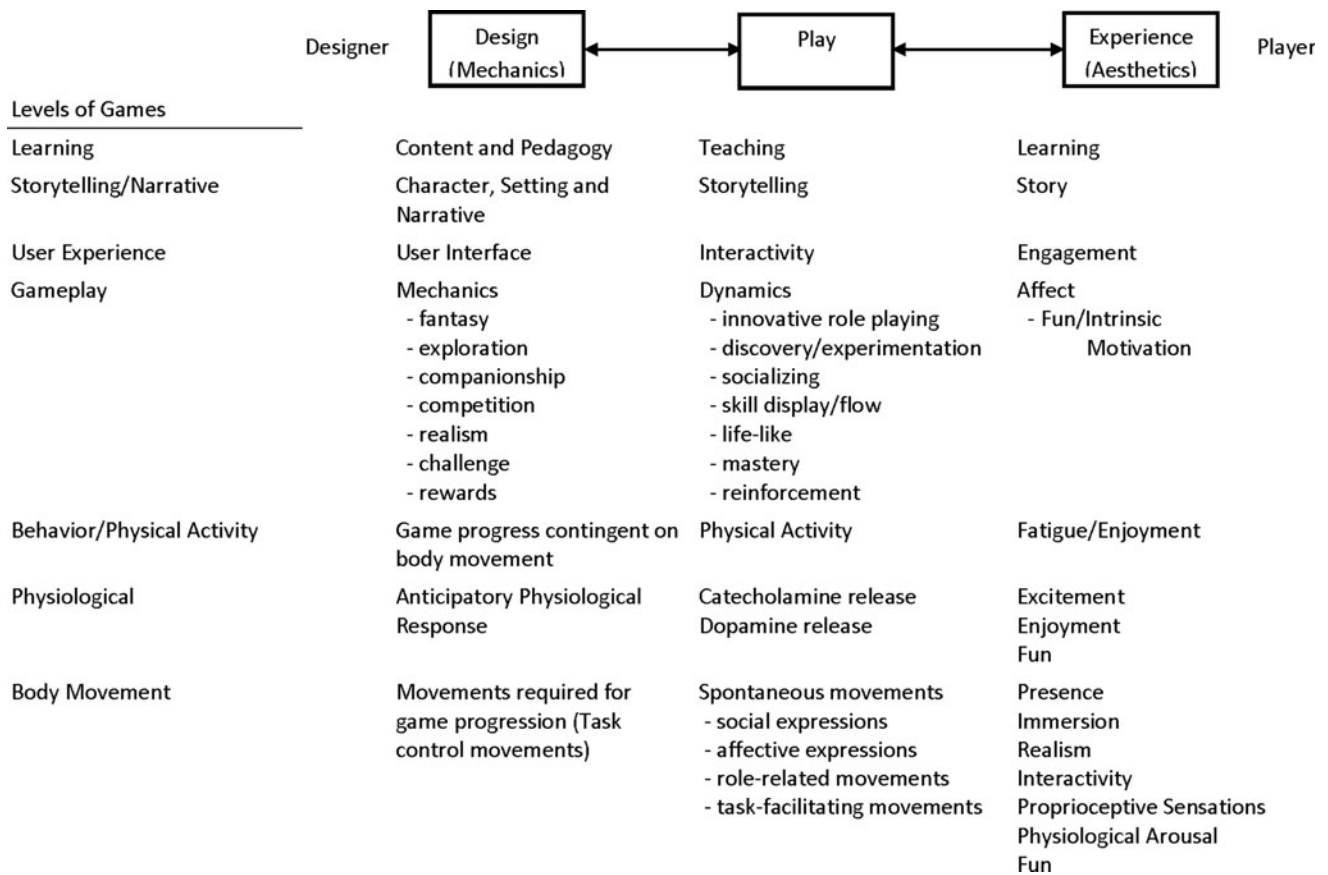 Designer
Design
(Mechanics)
Play
Experience
(Aesthetics)
Player
Levels of Games
Learning
Content and Pedagogy
Teaching
Learning
Storytelling/Narrative
Character, Setting and
Narrative
Storytelling
Story
User Experience
User Interface
Interactivity
Engagement
Gameplay
Mechanics
- fantasy
- exploration
- companionship
- competition
- realism
- challenge
- rewards
Dynamics
- innovative role playing
- discovery/experimentation
- socializing
- skill display/flow
- life-like
- mastery
- reinforcement
Affect
- Fun/Intrinsic
Motivation
Behavior/Physical Activity
Game progress contingent on
body movement
Physical Activity
Fatigue/Enjoyment
Physiological
Anticipatory Physiological
Response
Catecholamine release
Dopamine release
Excitement
Enjoyment
Fun
Body Movement
Movements required for
game progression (Task
control movements)
Spontaneous movements
- social expressions
- affective expressions
- role-related movements
- task-facilitating movements
Presence
Immersion
Realism
Interactivity
Proprioceptive Sensations
Physiological Arousal
Fun